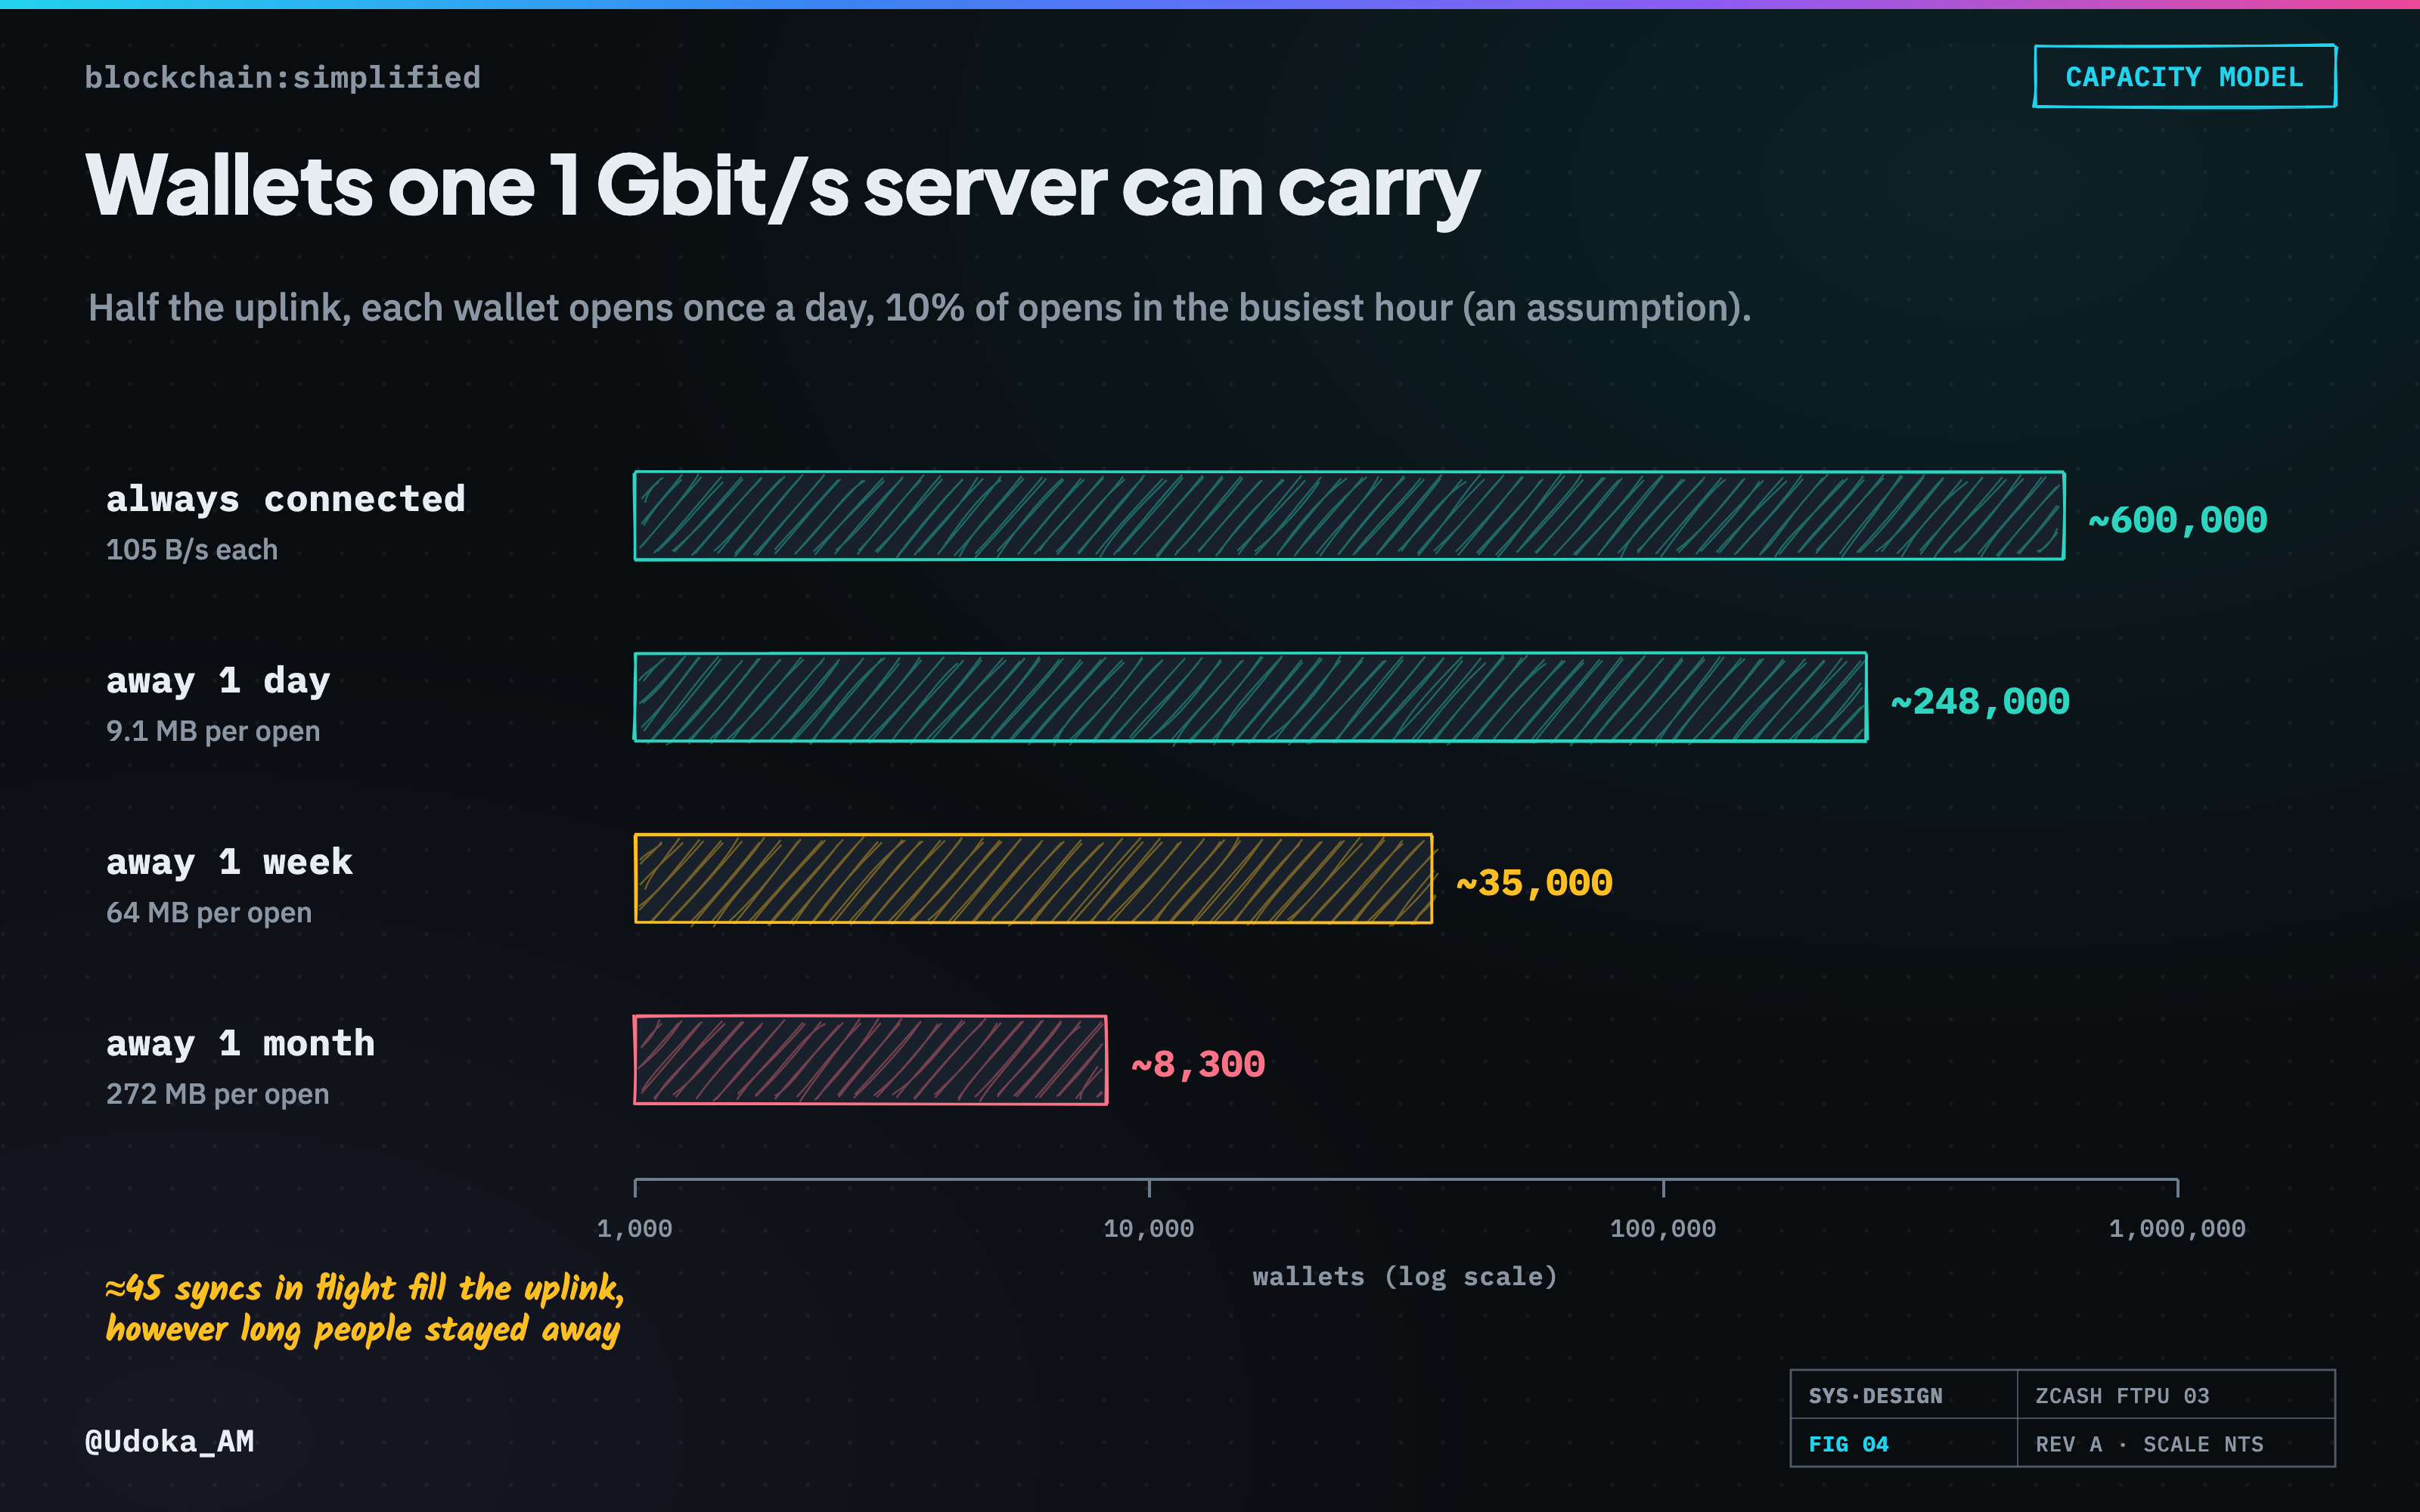 blockchain:simplified
CAPACITY MODEL
Wallets one 1 Gbit/s server can carry
Half the uplink, each wallet opens once a day, 10% of opens in the busiest hour (an assumption).
always connected
105 B/s each
~600,000
away 1 day
9.1 MB per open
~248,000
away 1 week
64 MB per open
~35,000
away 1 month
272 MB per open
~8,300
1,000
10,000
100,000
1,000,000
wallets (log scale)
≈45 syncs in flight fill the uplink,
however long people stayed away
@Udoka_AM
SYS·DESIGN
ZCASH FTPU 03
FIG 04
REV A · SCALE NTS